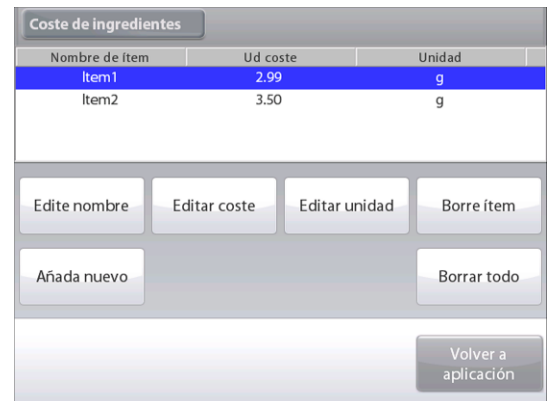 Coste de ingredientes
Nombre de ítem Ud coste Unidad
Item1 2.99 g
Item2 3.50 g
Edite nombre Editar coste Editar unidad Borre ítem
Añada nuevo Borrar todo
Volver a
aplicación